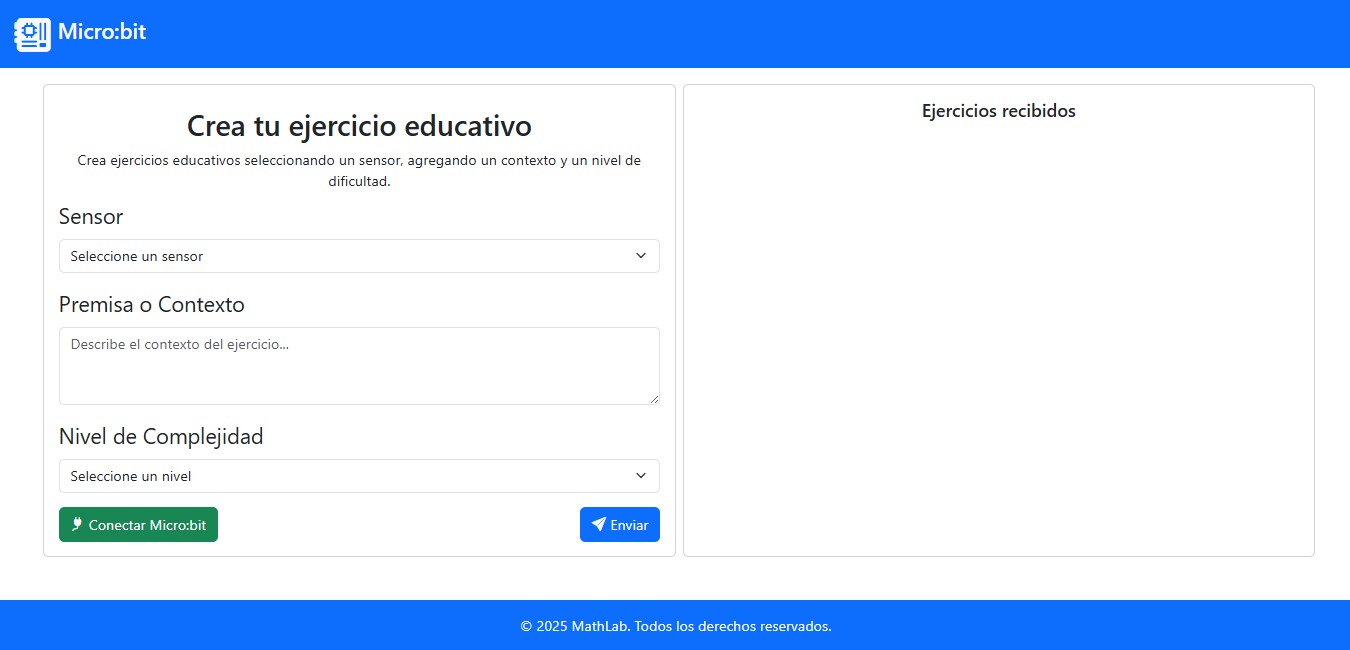 Micro:bit
Crea tu ejercicio educativo
Crea ejercicios educativos seleccionando un sensor, agregando un contexto y un nivel de
dificultad.
Sensor
Seleccione un sensor
Premisa o Contexto
Describe el contexto del ejercicio...
Nivel de Complejidad
Seleccione un nivel
Conectar Micro:bit
Enviar
Ejercicios recibidos
© 2025 MathLab. Todos los derechos reservados.